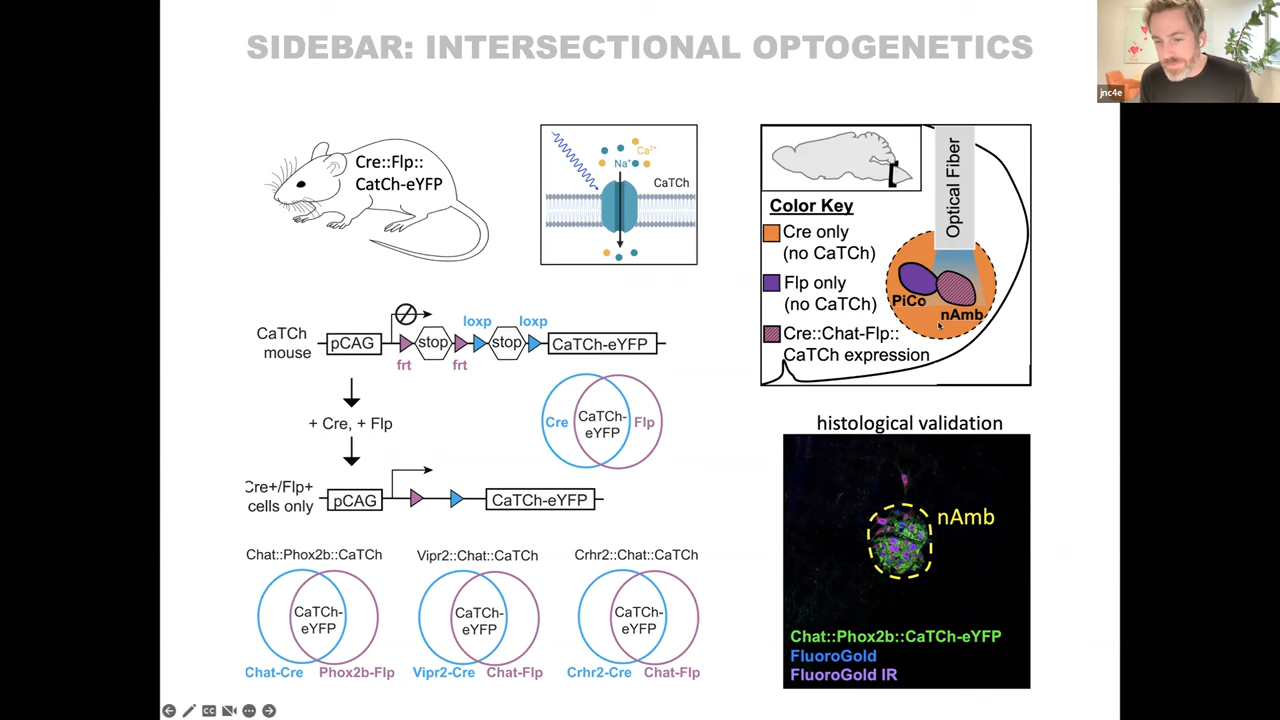 SIDEBAR: INTERSECTIONAL OPTOGENETICS
jnc4e
Cre::Flp::
CatCh-eYFP
Ca2+
Na+
CaTCh
Optical Fiber
Color Key
Cre only
(no CaTCh)
Flp only
(no CaTCh)
Cre::Chat-Flp::
CaTCh expression
PiCo
nAmb
CaTCh
mouse
pCAG
frt
stop
frt
loxp
stop
loxp
CaTCh-eYFP
+ Cre, + Flp
Cre
CaTCh-
eYFP
Flp
Cre+/Flp+
cells only
pCAG
CaTCh-eYFP
Chat::Phox2b::CaTCh
CaTCh-
eYFP
Chat-Cre
Phox2b-Flp
Vipr2::Chat::CaTCh
CaTCh-
eYFP
Vipr2-Cre
Chat-Flp
Crhr2::Chat::CaTCh
CaTCh-
eYFP
Crhr2-Cre
Chat-Flp
histological validation
nAmb
Chat::Phox2b::CaTCh-eYFP
FluoroGold
FluoroGold IR
CC